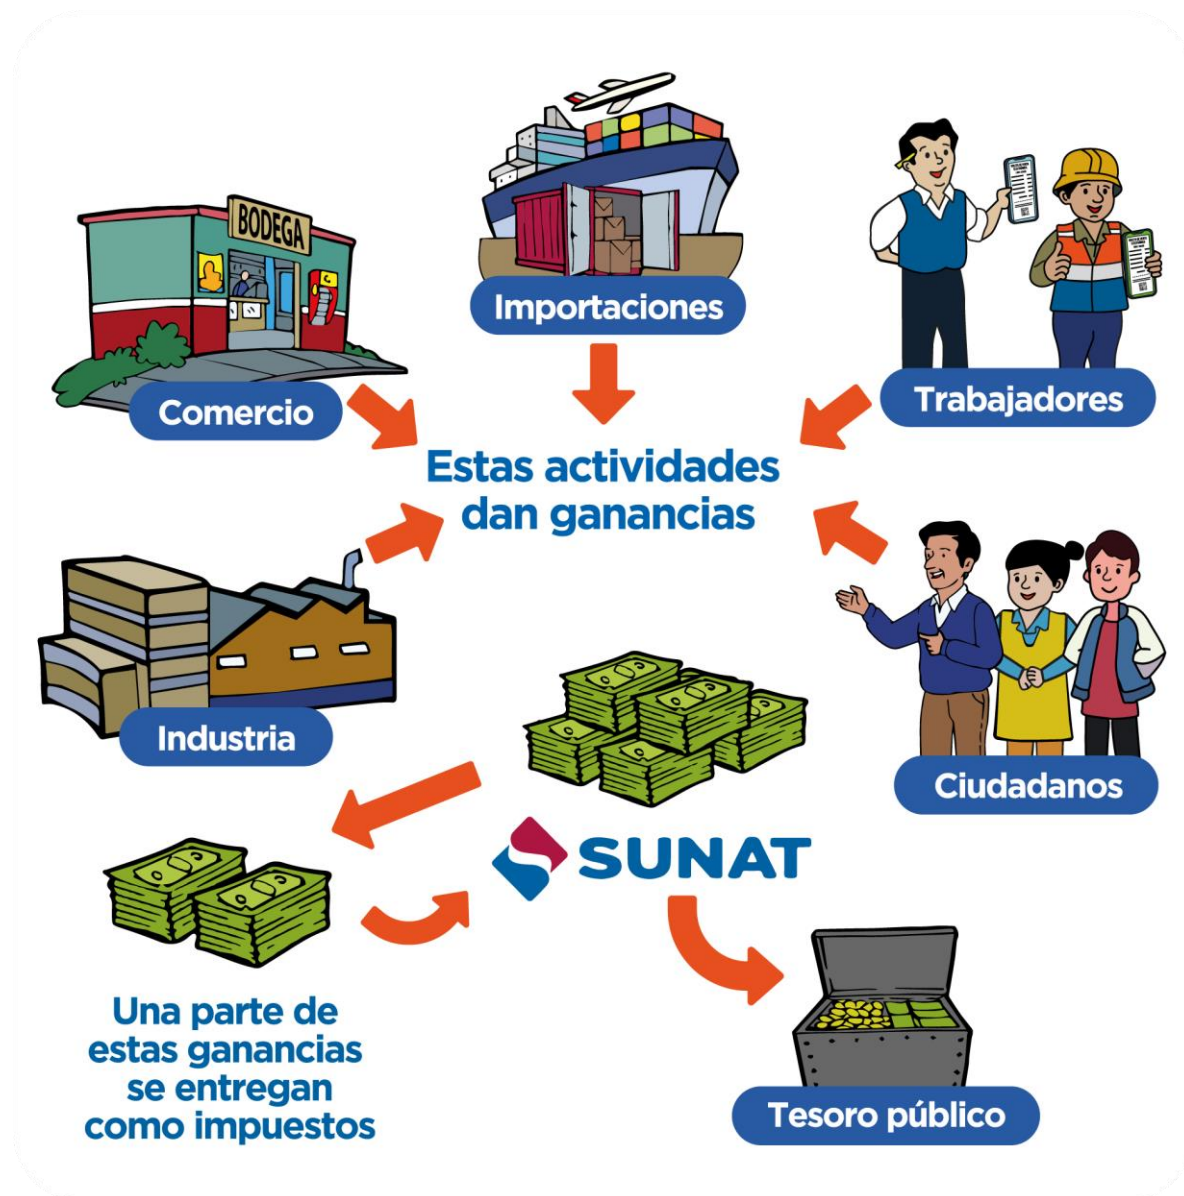 BODEGA
Importaciones
Comercio
Trabajadores
Estas actividades
dan ganancias
Industria
Ciudadanos
SUNAT
Una parte de
estas ganancias
se entregan
como impuestos
Tesoro público